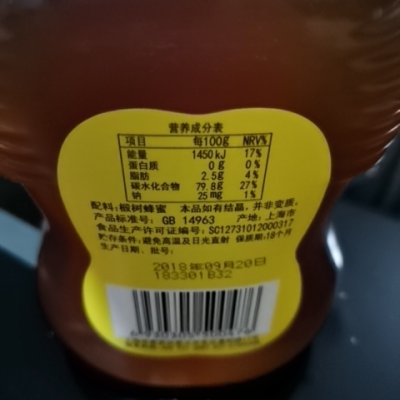 营养成分表
项目 每100g NRV%
能量 1450kJ 17%
蛋白质 0g 0%
脂肪 2.5g 4%
碳水化合物 79.8g 27%
钠 25mg 1%
配料:椴树蜂蜜 本品如有结晶,并非变质。
产品标准号: GB 14963 产地:上海市
食品生产许可证编号:SC12731012000317
贮存条件:避免高温及日光直射 保质期:18个月
生产日期、批号:
2018年09月20日
183301B32